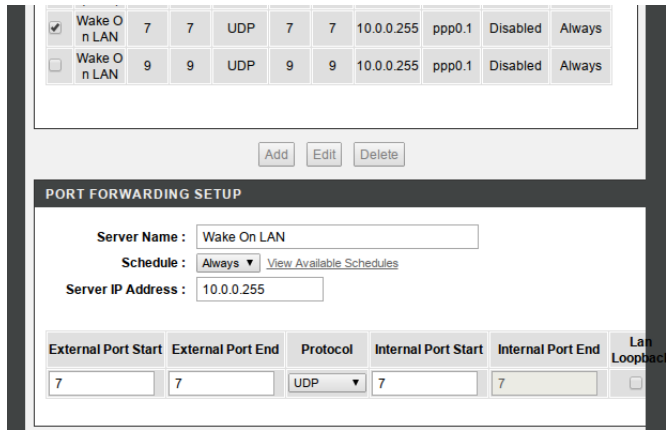 Wake O
n LAN 7 7 UDP 7 7 10.0.0.255 ppp0.1 Disabled Always
Wake O
n LAN 9 9 UDP 9 9 10.0.0.255 ppp0.1 Disabled Always
Add Edit Delete
PORT FORWARDING SETUP
Server Name : Wake On LAN
Schedule : Always View Available Schedules
Server IP Address : 10.0.0.255
External Port Start External Port End Protocol Internal Port Start Internal Port End Lan
Loopback
7 7 UDP 7 7